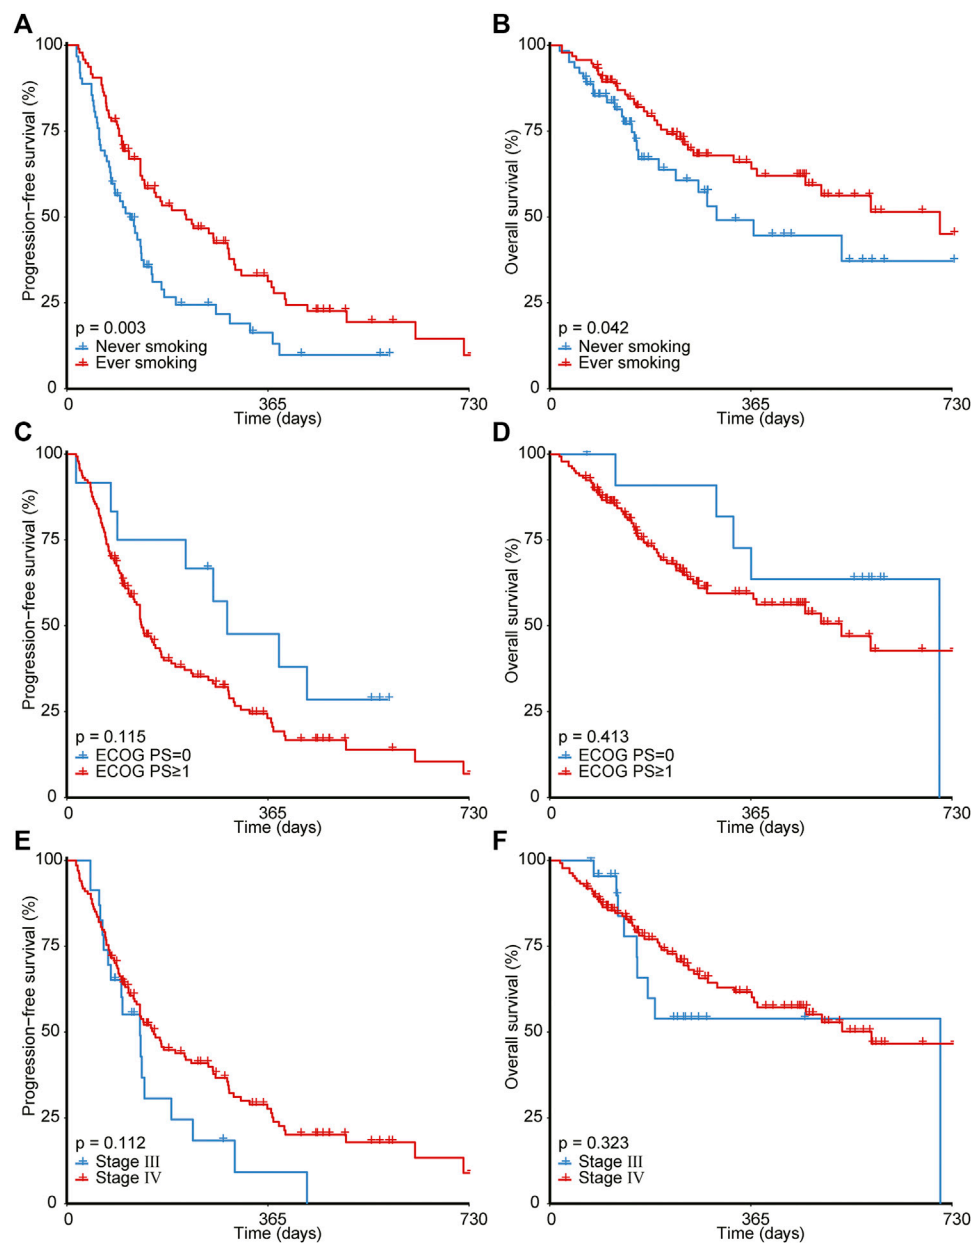 A
Progression−free survival (%)
100
75
50
25
0
p = 0.003
Never smoking
Ever smoking
0
365
730
Time (days)
B
Overall survival (%)
100
75
50
25
0
p = 0.042
Never smoking
Ever smoking
0
365
730
Time (days)
C
Progression−free survival (%)
100
75
50
25
0
p = 0.115
ECOG PS=0
ECOG PS≥1
0
365
730
Time (days)
D
Overall survival (%)
100
75
50
25
0
p = 0.413
ECOG PS=0
ECOG PS≥1
0
365
730
Time (days)
E
Progression−free survival (%)
100
75
50
25
0
p = 0.112
Stage III
Stage IV
0
365
730
Time (days)
F
Overall survival (%)
100
75
50
25
0
p = 0.323
Stage III
Stage IV
0
365
730
Time (days)